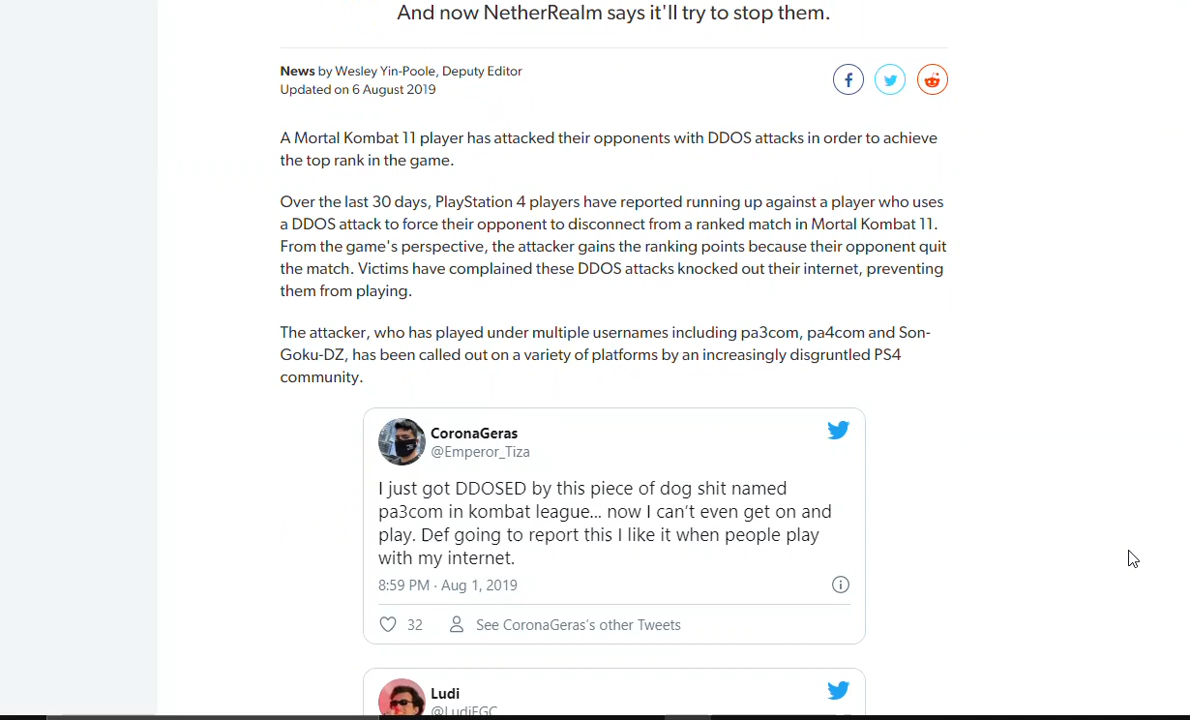 And now NetherRealm says it'll try to stop them.
News by Wesley Yin-Poole, Deputy Editor
Updated on 6 August 2019
A Mortal Kombat 11 player has attacked their opponents with DDOS attacks in order to achieve
the top rank in the game.
Over the last 30 days, PlayStation 4 players have reported running up against a player who uses
a DDOS attack to force their opponent to disconnect from a ranked match in Mortal Kombat 11.
From the game's perspective, the attacker gains the ranking points because their opponent quit
the match. Victims have complained these DDOS attacks knocked out their internet, preventing
them from playing.
The attacker, who has played under multiple usernames including pa3com, pa4com and Son-
Goku-DZ, has been called out on a variety of platforms by an increasingly disgruntled PS4
community.
CoronaGeras
@Emperor_Tiza
I just got DDOSED by this piece of dog shit named
pa3com in kombat league... now I can't even get on and
play. Def going to report this I like it when people play
with my internet.
8:59 PM · Aug 1, 2019
32 See CoronaGeras's other Tweets
Ludi
@LudiEGC